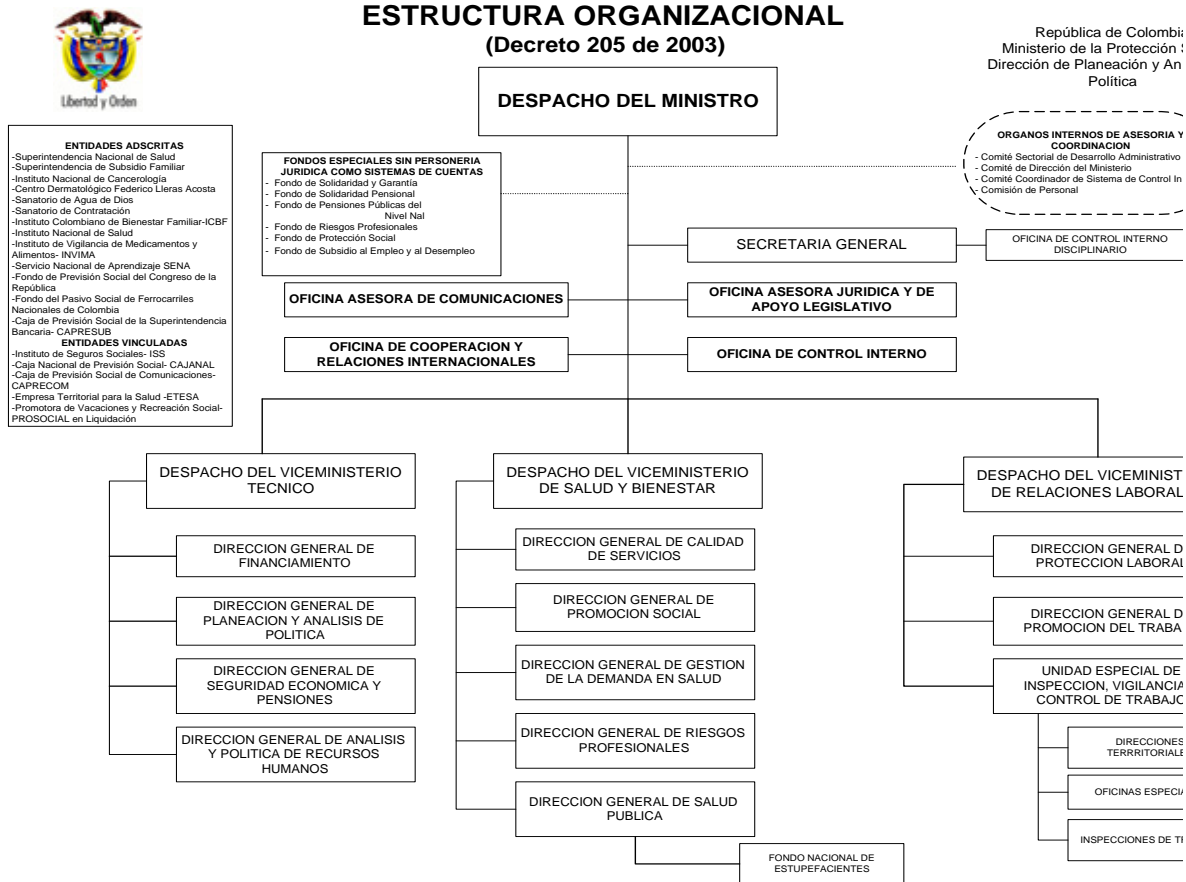 ESTRUCTURA ORGANIZACIONAL
(Decreto 205 de 2003)
Libertad y Orden
República de Colombia
Ministerio de la Protección
Dirección de Planeación y
Política
DESPACHO DEL MINISTRO
ENTIDADES ADSCRITAS
-Superintendencia Nacional de Salud
-Superintendencia de Subsidio Familiar
-Instituto Nacional de Cancerología
-Centro Dermatológico Federico Lleras Acosta
-Sanatorio de Agua de Dios
-Sanatorio de Contratación
-Instituto Colombiano de Bienestar Familiar-ICBF
-Instituto Nacional de Salud
-Instituto de Vigilancia de Medicamentos y
Alimentos- INVIMA
-Servicio Nacional de Aprendizaje SENA
-Fondo de Previsión Social del Congreso de la
República
-Fondo del Pasivo Social de Ferrocarriles
Nacionales de Colombia
-Caja de Previsión Social de la Superintendencia
Bancaria- CAPRESUB
ENTIDADES VINCULADAS
-Instituto de Seguros Sociales- ISS
-Caja Nacional de Previsión Social- CAJANAL
-Caja de Previsión Social de Comunicaciones-
CAPRECOM
-Empresa Territorial para la Salud -ETESA
-Promotora de Vacaciones y Recreación Social-
PROSOCIAL en Liquidación
FONDOS ESPECIALES SIN PERSONERIA
JURIDICA COMO SISTEMAS DE CUENTAS
- Fondo de Solidaridad y Garantía
- Fondo de Solidaridad Pensional
- Fondo de Pensiones Públicas del
Nivel Nal
- Fondo de Riesgos Profesionales
- Fondo de Protección Social
- Fondo de Subsidio al Empleo y al Desempleo
ORGANOS INTERNOS DE ASESORIA Y
COORDINACION
- Comité Sectorial de Desarrollo Administrativo
- Comité de Dirección del Ministerio
- Comité Coordinador de Sistema de Control
- Comisión de Personal
SECRETARIA GENERAL
OFICINA DE CONTROL INTERNO
DISCIPLINARIO
OFICINA ASESORA DE COMUNICACIONES
OFICINA ASESORA JURIDICA Y DE
APOYO LEGISLATIVO
OFICINA DE COOPERACION Y
RELACIONES INTERNACIONALES
OFICINA DE CONTROL INTERNO
DESPACHO DEL VICEMINISTERIO
TECNICO
DIRECCION GENERAL DE
FINANCIAMIENTO
DIRECCION GENERAL DE
PLANEACION Y ANALISIS DE
POLITICA
DIRECCION GENERAL DE
SEGURIDAD ECONOMICA Y
PENSIONES
DIRECCION GENERAL DE ANALISIS
Y POLITICA DE RECURSOS
HUMANOS
DESPACHO DEL VICEMINISTERIO
DE SALUD Y BIENESTAR
DIRECCION GENERAL DE CALIDAD
DE SERVICIOS
DIRECCION GENERAL DE
PROMOCION SOCIAL
DIRECCION GENERAL DE GESTION
DE LA DEMANDA EN SALUD
DIRECCION GENERAL DE RIESGOS
PROFESIONALES
DIRECCION GENERAL DE SALUD
PUBLICA
FONDO NACIONAL DE
ESTUPEFACIENTES
DESPACHO DEL
DE RELACIONES
DIRECCION GENERAL
PROTECCION
DIRECCION GENERAL
PROMOCION DEL
UNIDAD ESPECIAL DE
INSPECCION, VIGILANCIA
CONTROL DE
DIRECCIONES
OFICINAS
INSPECCIONES DE